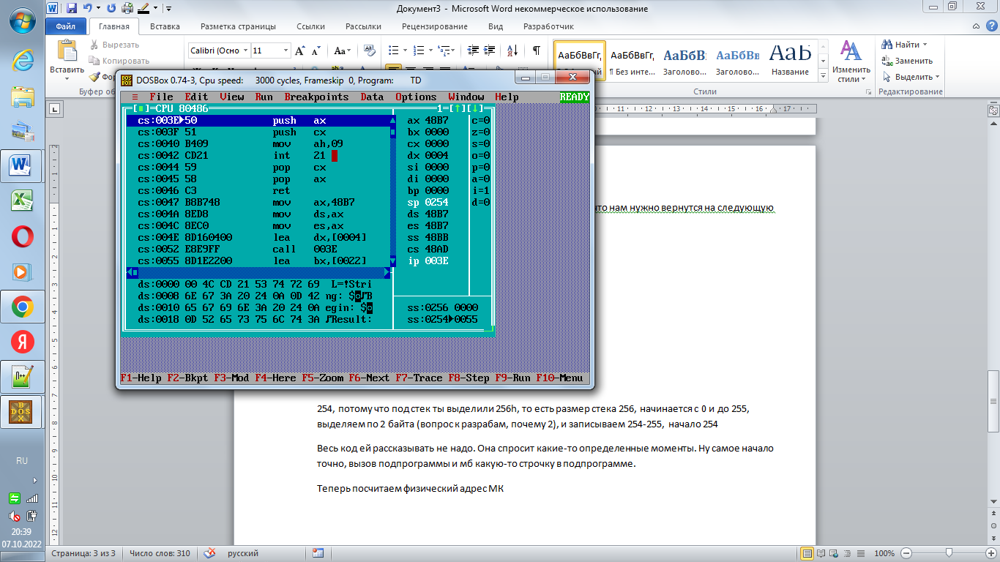 Документ3 - Microsoft Word некоммерческое использование
Файл Главная Вставка Разметка страницы Ссылки Рассылки Рецензирование Вид Разработчик
Вставить
Вырезать
Копировать
Буфер об
Calibri (Осно 11
АаБбВвГг, АаБбВвГг, АаБбВ АаБбВв АаБ
¶ Без инте... Заголово... Заголово... Название
Изменить стили
Стили
Найти
Заменить
Выделить
Редактирование
DOSBox 0.74-3, Cpu speed: 3000 cycles, Frameskip 0, Program: TD
≡ File Edit View Run Breakpoints Data Options Window Help READY
[■]=CPU 80486 1=[↑][↓]
cs:003E►50 push ax ax 48B7 c=0
cs:003F 51 push cx bx 0000 z=0
cs:0040 B409 mov ah,09 cx 0000 s=0
cs:0042 CD21 int 21 dx 0004 o=0
cs:0044 59 pop cx si 0000 p=0
cs:0045 58 pop ax di 0000 a=0
cs:0046 C3 ret bp 0000 i=1
cs:0047 B8B748 mov ax,48B7 sp 0254 d=0
cs:004A 8ED8 mov ds,ax ds 48B7
cs:004C 8EC0 mov es,ax es 48B7
cs:004E 8D160400 lea dx,[0004] ss 48BB
cs:0052 E8E9FF call 003E cs 48AD
cs:0055 8D1E2200 lea bx,[0022] ip 003E
ds:0000 00 4C CD 21 53 74 72 69 L=!Stri
ds:0008 6E 67 3A 20 24 0A 0D 42 ng: $◙♪B
ds:0010 65 67 69 6E 3A 20 24 0A egin: $◙ ss:0256 0000
ds:0018 0D 52 65 73 75 6C 74 3A ♪Result: ss:0254►0055
F1-Help F2-Bkpt F3-Mod F4-Here F5-Zoom F6-Next F7-Trace F8-Step F9-Run F10-Menu
что нам нужно вернутся на следующую
254, потому что под стек ты выделили 256h, то есть размер стека 256, начинается с 0 и до 255,
выделяем по 2 байта (вопрос к разрабам, почему 2), и записываем 254-255, начало 254
Весь код ей рассказывать не надо. Она спросит какие-то определенные моменты. Ну самое начало
точно, вызов подпрограммы и мб какую-то строчку в подпрограмме.
Теперь посчитаем физический адрес МК
RU
20:39
07.10.2022
Страница: 3 из 3 Число слов: 310 русский 100%